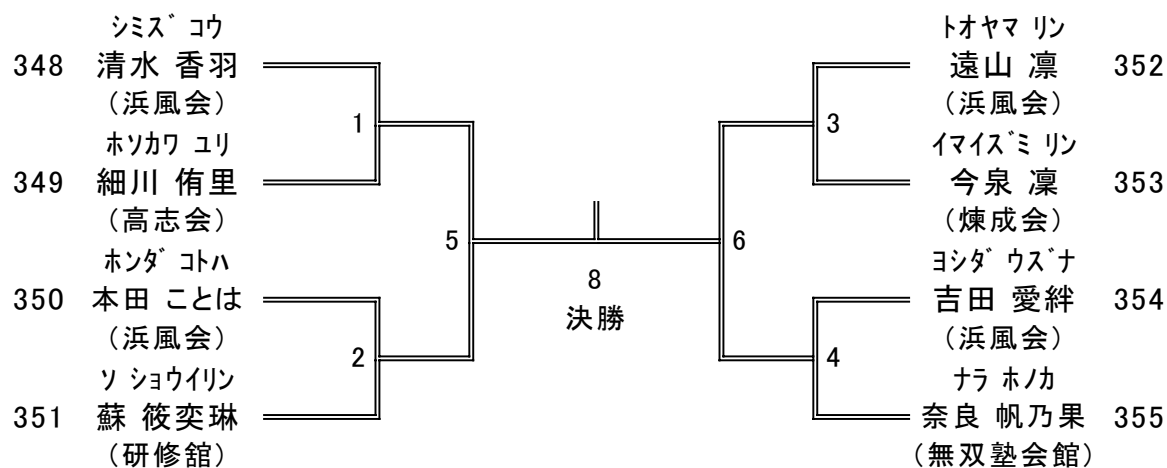 シミズ コウ
348 清水 香羽
(浜風会)
1
ホソカワ ユリ
349 細川 侑里
(高志会)
5
ホンダ コトハ
350 本田 ことは
(浜風会)
2
ソ ショウイリン
351 蘇 筱奕琳
(研修舘)
8
決勝
トオヤマ リン
遠山 凛 352
(浜風会)
3
イマイズミ リン
今泉 凜 353
(煉成会)
6
ヨシダ ウズナ
吉田 愛絆 354
(浜風会)
4
ナラ ホノカ
奈良 帆乃果 355
(無双塾会館)